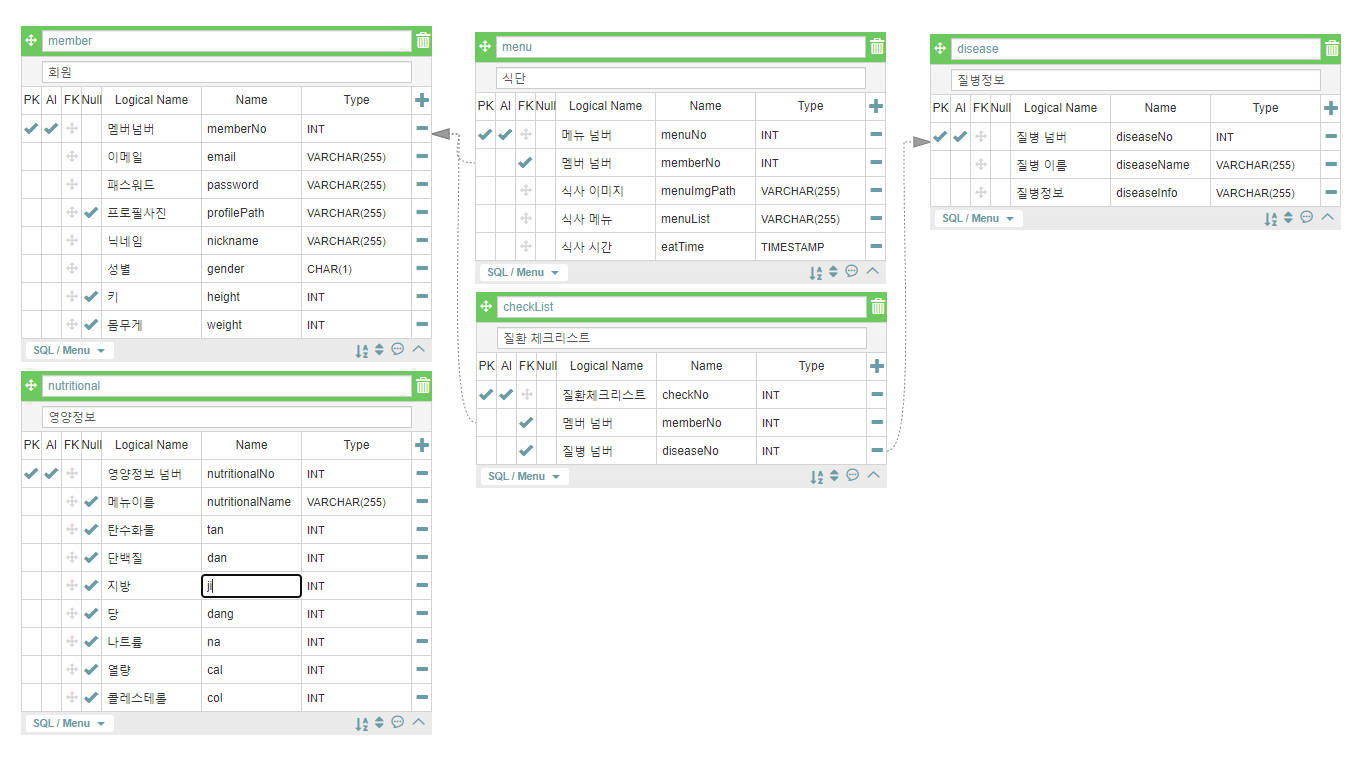 member
회원
PK AI FK Null Logical Name Name Type
멤버넘버 memberNo INT
이메일 email VARCHAR(255)
패스워드 password VARCHAR(255)
프로필사진 profilePath VARCHAR(255)
닉네임 nickname VARCHAR(255)
성별 gender CHAR(1)
키 height INT
몸무게 weight INT
SQL / Menu
nutritional
영양정보
PK AI FK Null Logical Name Name Type
영양정보 넘버 nutritionalNo INT
메뉴이름 nutritionalName VARCHAR(255)
탄수화물 tan INT
단백질 dan INT
지방 ji INT
당 dang INT
나트륨 na INT
열량 cal INT
콜레스테롤 col INT
SQL / Menu
menu
식단
PK AI FK Null Logical Name Name Type
메뉴 넘버 menuNo INT
멤버 넘버 memberNo INT
식사 이미지 menuImgPath VARCHAR(255)
식사 메뉴 menuList VARCHAR(255)
식사 시간 eatTime TIMESTAMP
SQL / Menu
checkList
질환 체크리스트
PK AI FK Null Logical Name Name Type
질환체크리스트 checkNo INT
멤버 넘버 memberNo INT
질병 넘버 diseaseNo INT
SQL / Menu
disease
질병정보
PK AI FK Null Logical Name Name Type
질병 넘버 diseaseNo INT
질병 이름 diseaseName VARCHAR(255)
질병정보 diseaseInfo VARCHAR(255)
SQL / Menu